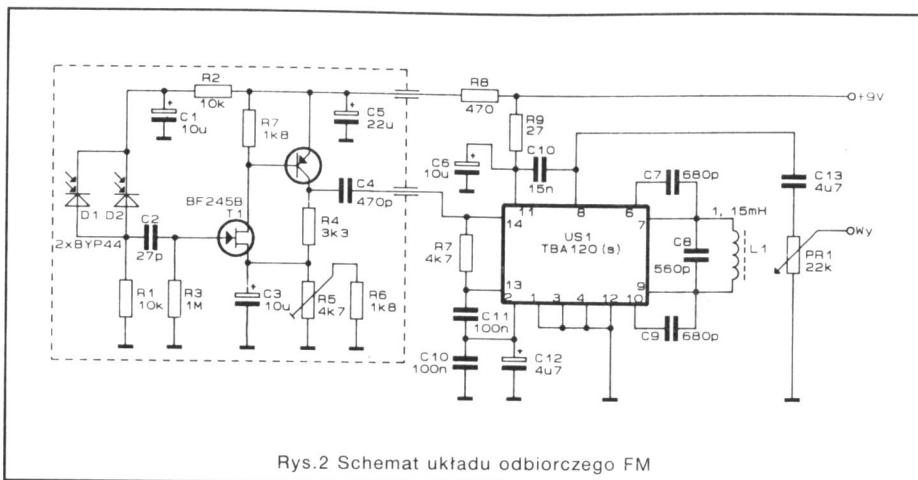 R2
10k
C1
10u
R7
1k8
C5
22u
R8
470
+9V
R9
27
C6
10u
C10
15n
C7
680p
C13
4u7
D1 D2
2xBYP44
C2
27p
BF245B
T1
C4
470p
R4
3k3
11
8
6
14
7
US1
TBA120(s)
1,15mH
C8
560p
L1
Wy
PR1
22k
R7
4k7
13
2
1
3
4
12
9
10
R1
10k
R3
1M
C3
10u
R5
4k7
R6
1k8
C11
100n
C9
680p
C10
100n
C12
4u7
Rys.2 Schemat układu odbiorczego FM